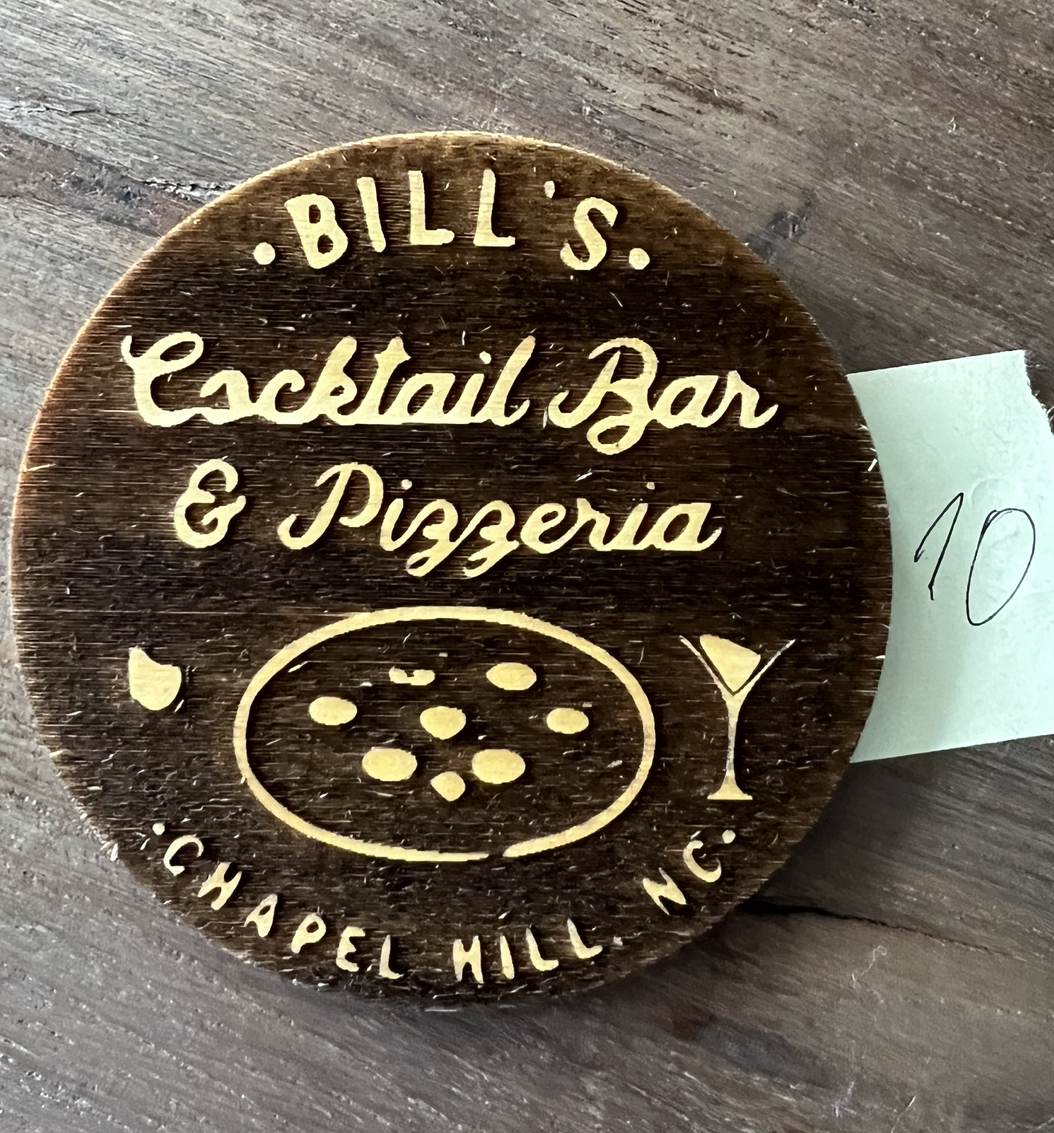 • BILL'S •
Cocktail Bar
& Pizzeria
• CHAPEL HILL, NC •
10